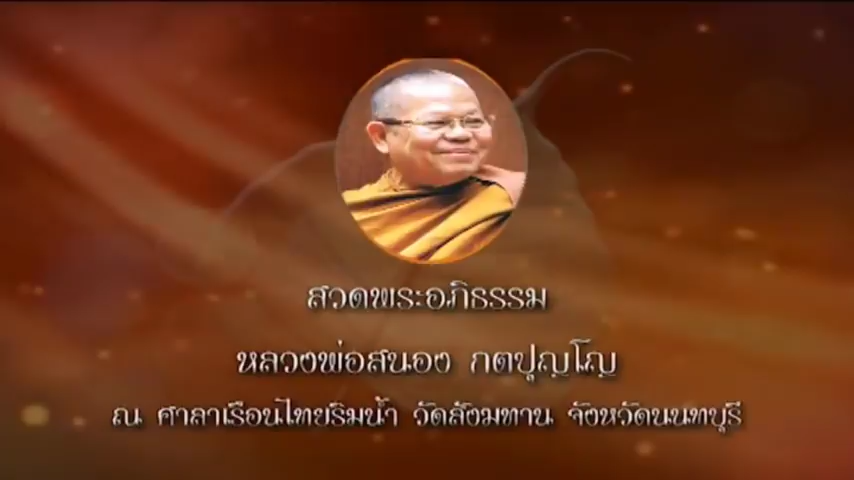 สวดพระอภิธรรม
หลวงพ่อสนอง กตปุญโญ
ณ ศาลาเรือนไทยริมน้ำ วัดสังฆทาน จังหวัดนนทบุรี